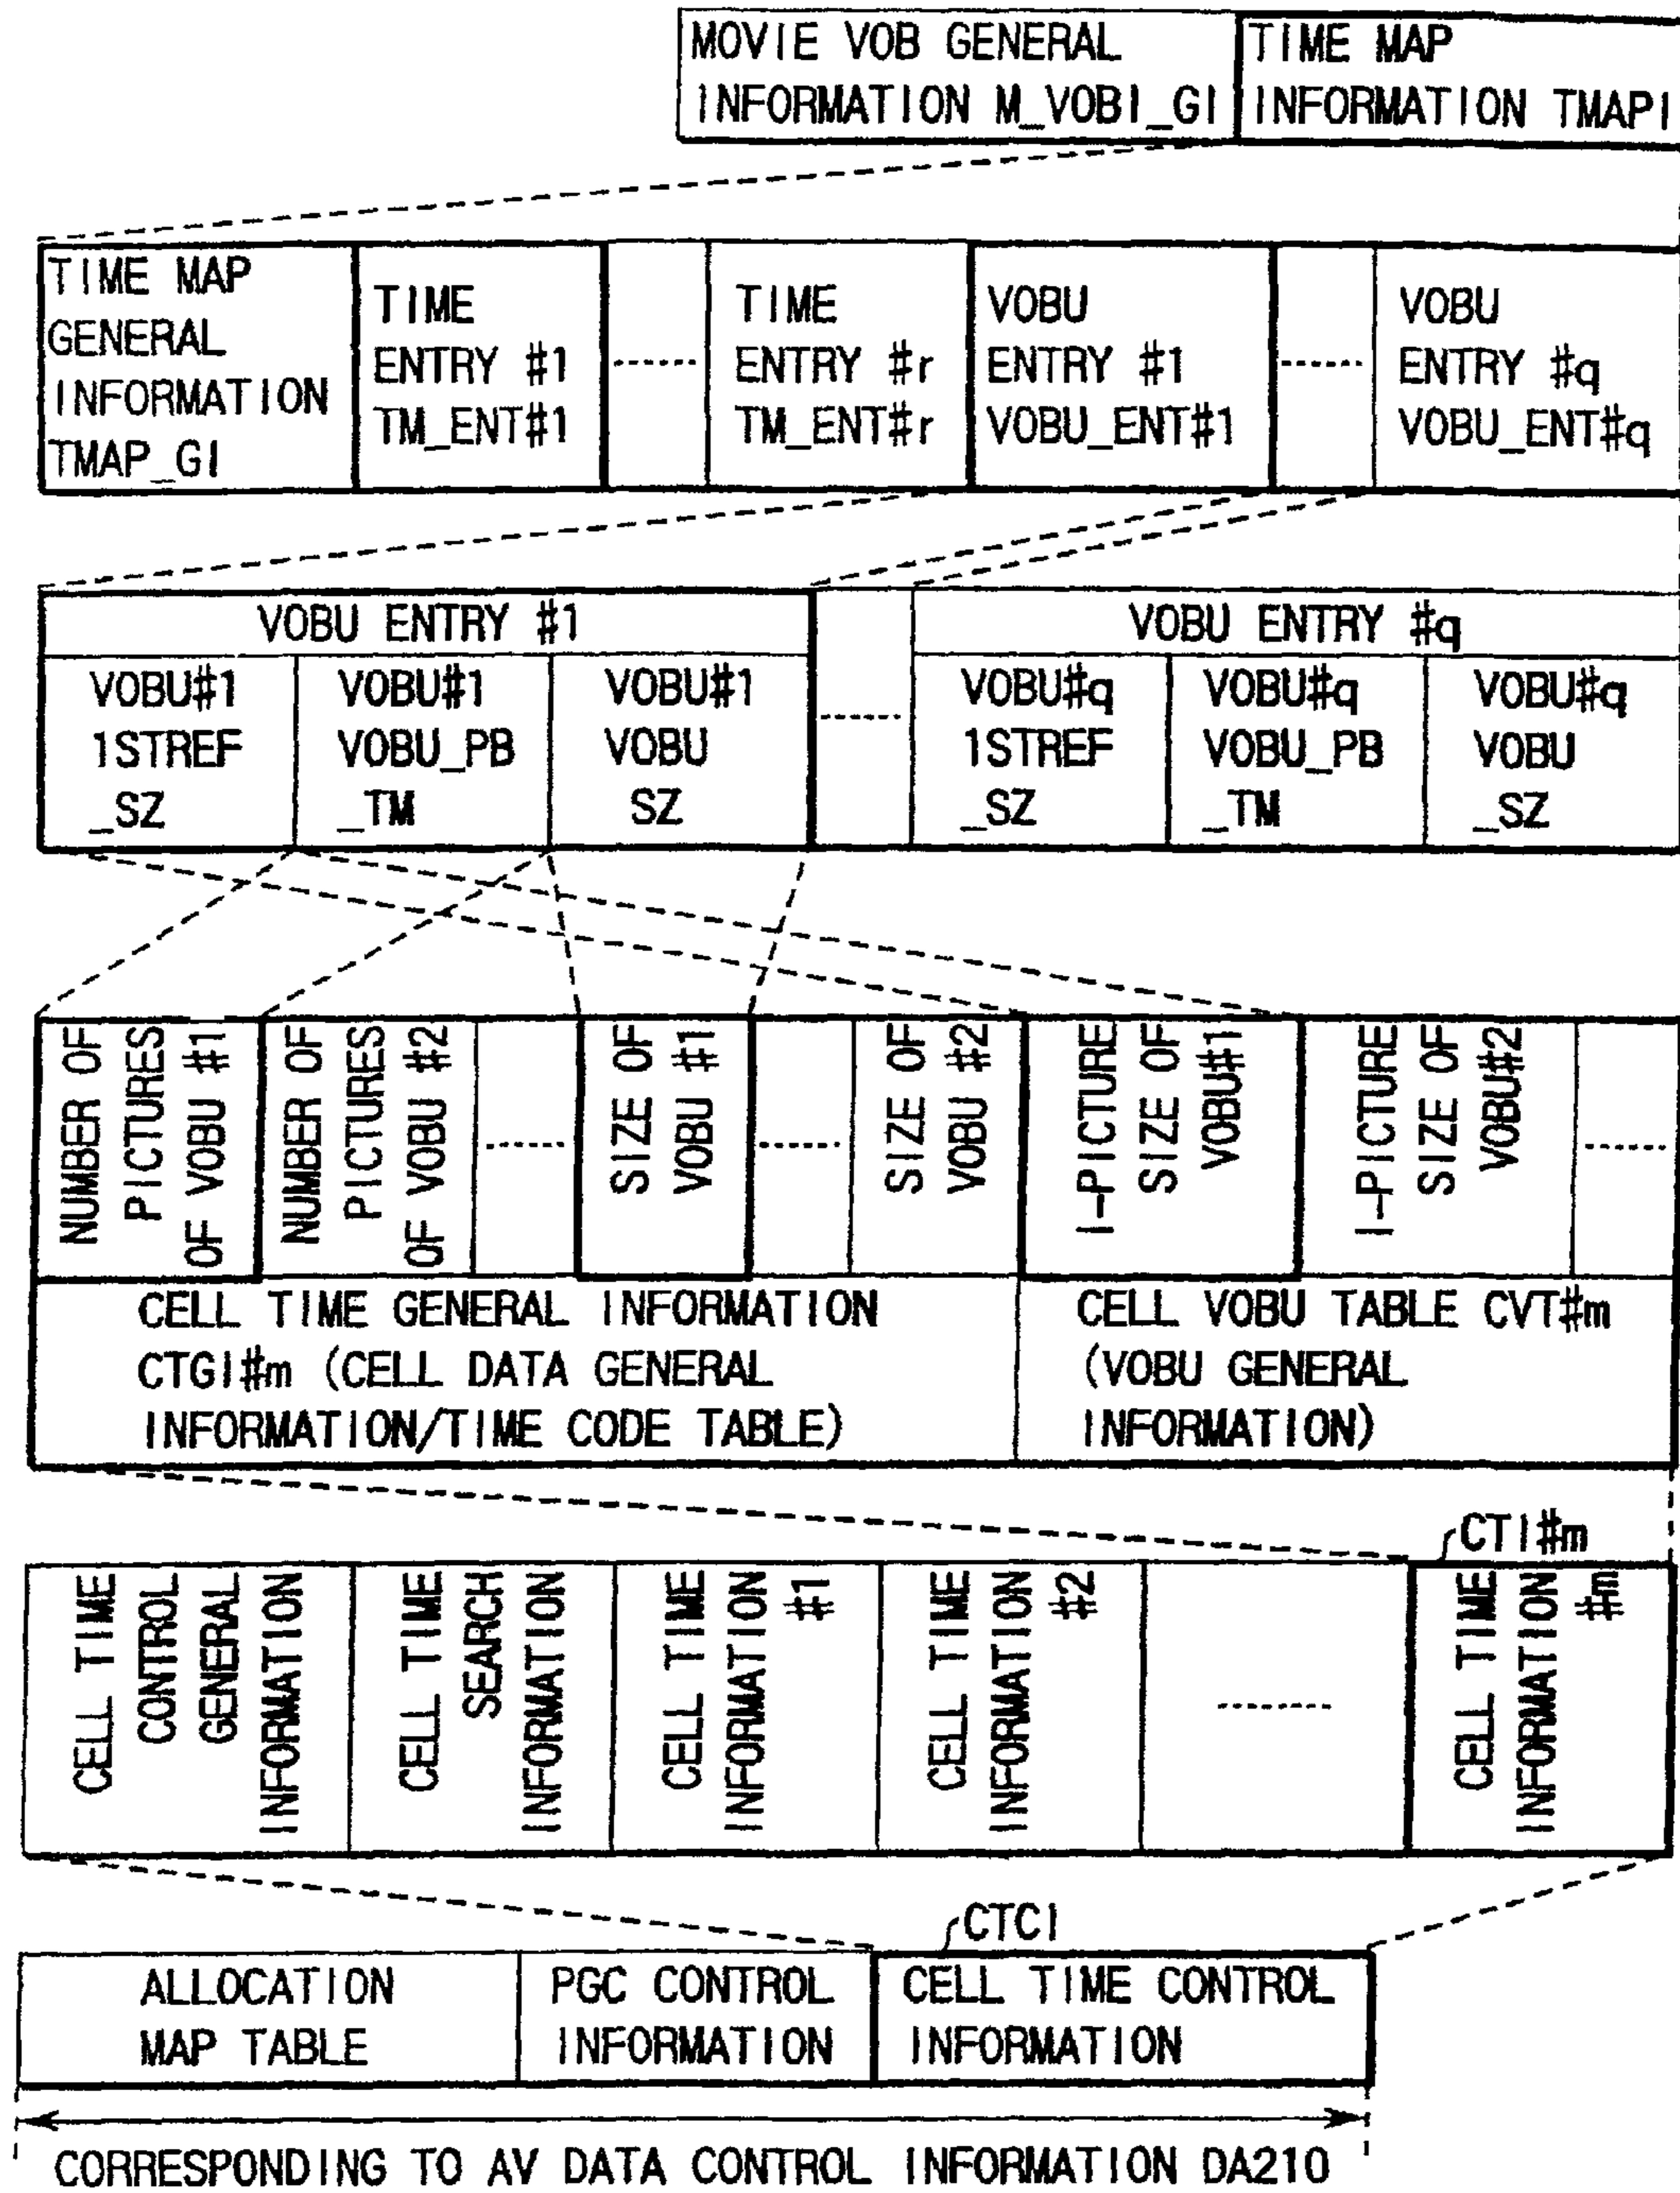 MOVIE VOB GENERAL
INFORMATION M_VOBI_GI
TIME MAP
INFORMATION TMAPI
TIME MAP
GENERAL
INFORMATION
TMAP_GI
TIME
ENTRY #1
TM_ENT#1
TIME
ENTRY #r
TM_ENT#r
VOBU
ENTRY #1
VOBU_ENT#1
VOBU
ENTRY #q
VOBU_ENT#q
VOBU ENTRY #1
VOBU#1
1STREF
_SZ
VOBU#1
VOBU_PB
_TM
VOBU#1
VOBU
SZ
VOBU ENTRY #q
VOBU#q
1STREF
_SZ
VOBU#q
VOBU_PB
_TM
VOBU#q
VOBU
_SZ
NUMBER OF
PICTURES
OF VOBU #1
NUMBER OF
PICTURES
OF VOBU #2
SIZE OF
VOBU #1
SIZE OF
VOBU #2
I-PICTURE
SIZE OF
VOBU#1
I-PICTURE
SIZE OF
VOBU#2
CELL TIME GENERAL INFORMATION
CTGI#m (CELL DATA GENERAL
INFORMATION/TIME CODE TABLE)
CELL VOBU TABLE CVT#m
(VOBU GENERAL
INFORMATION)
CTI#m
CELL TIME
CONTROL
GENERAL
INFORMATION
CELL TIME
SEARCH
INFORMATION
CELL TIME
INFORMATION
#1
CELL TIME
INFORMATION
#2
CELL TIME
INFORMATION
#m
CTCI
ALLOCATION
MAP TABLE
PGC CONTROL
INFORMATION
CELL TIME CONTROL
INFORMATION
CORRESPONDING TO AV DATA CONTROL INFORMATION DA210